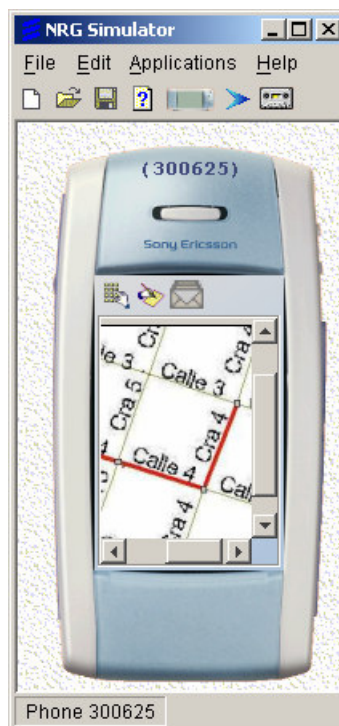 NRG Simulator
File Edit Applications Help
(300625)
Sony Ericsson
Cra 5
Calle 3
Cra 4
Calle 4
Cra 4
Phone 300625